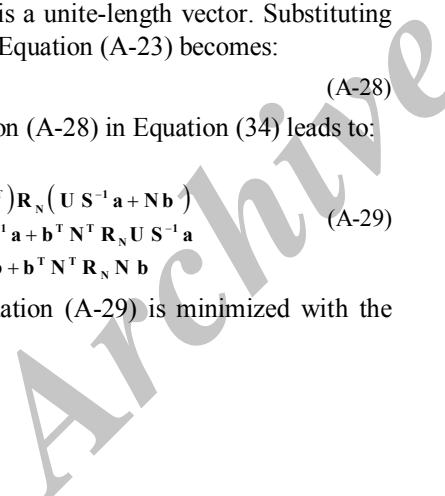 is a unite-length vector. Substituting
Equation (A-23) becomes:
(A-28)
on (A-28) in Equation (34) leads to:
ᵀ)R_N(U S⁻¹ a + N b)
⁻¹ a + bᵀ Nᵀ R_N U S⁻¹ a
(A-29)
+ bᵀ Nᵀ R_N N b
ation (A-29) is minimized with the
Archive